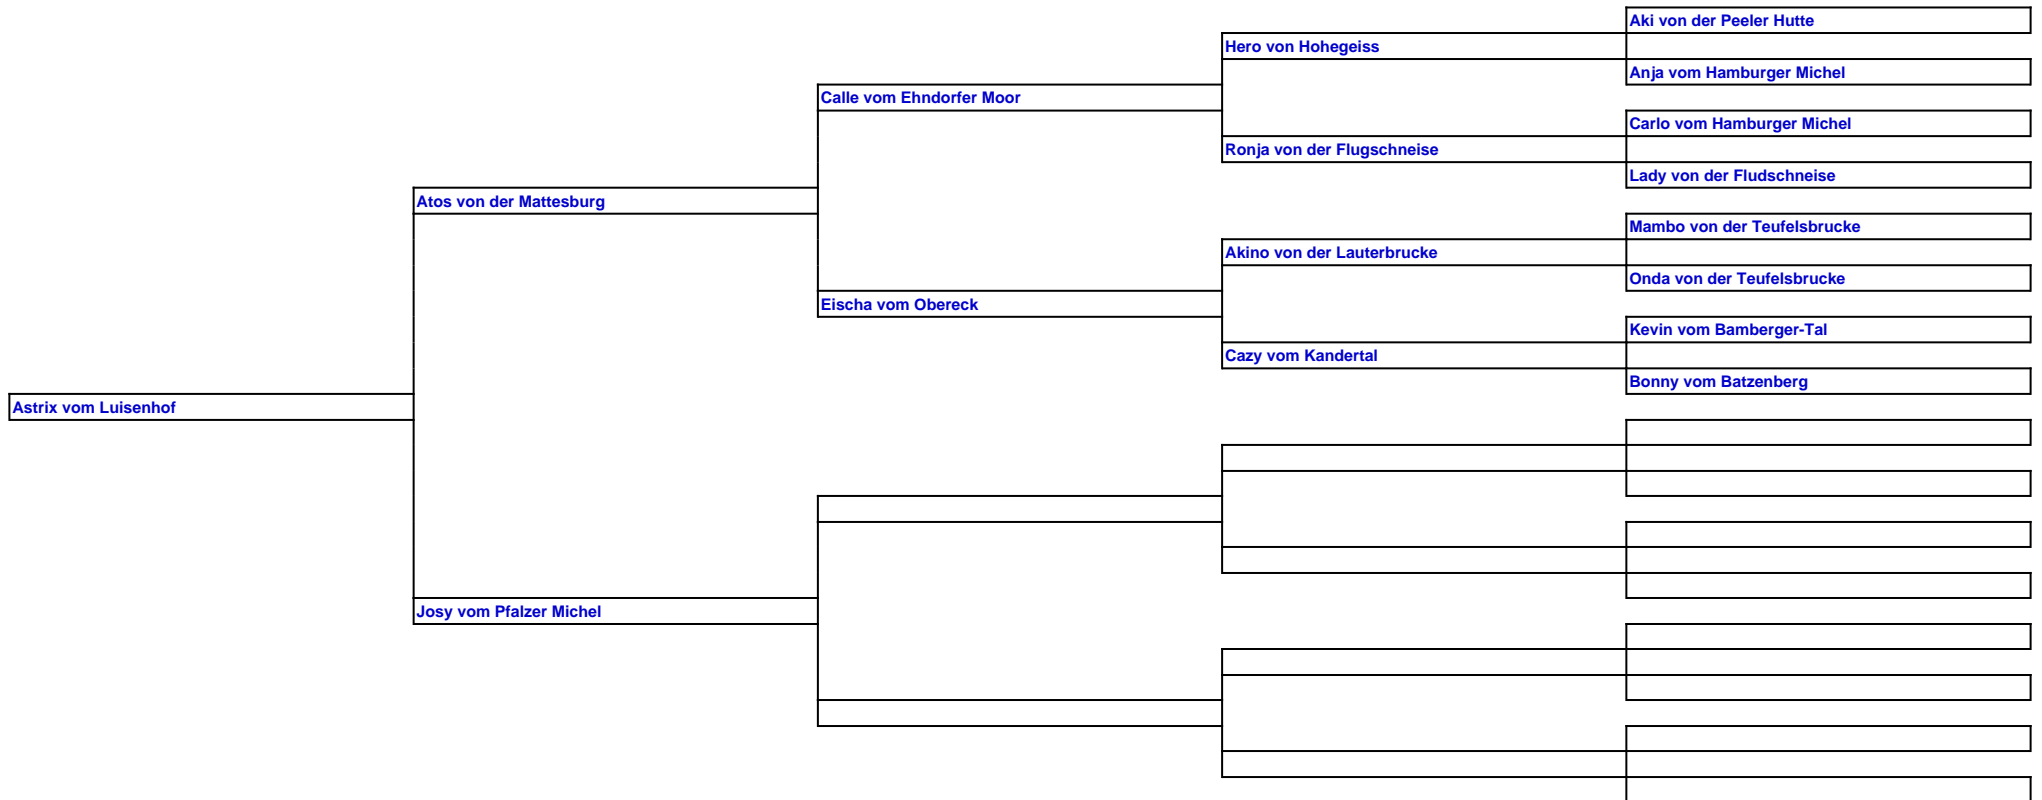 Aki von der Peeler Hutte
Hero von Hohegeiss
Anja vom Hamburger Michel
Calle vom Ehndorfer Moor
Carlo vom Hamburger Michel
Ronja von der Flugschneise
Lady von der Fludschneise
Atos von der Mattesburg
Mambo von der Teufelsbrucke
Akino von der Lauterbrucke
Onda von der Teufelsbrucke
Eischa vom Obereck
Kevin vom Bamberger-Tal
Cazy vom Kandertal
Bonny vom Batzenberg
Astrix vom Luisenhof
Josy vom Pfalzer Michel